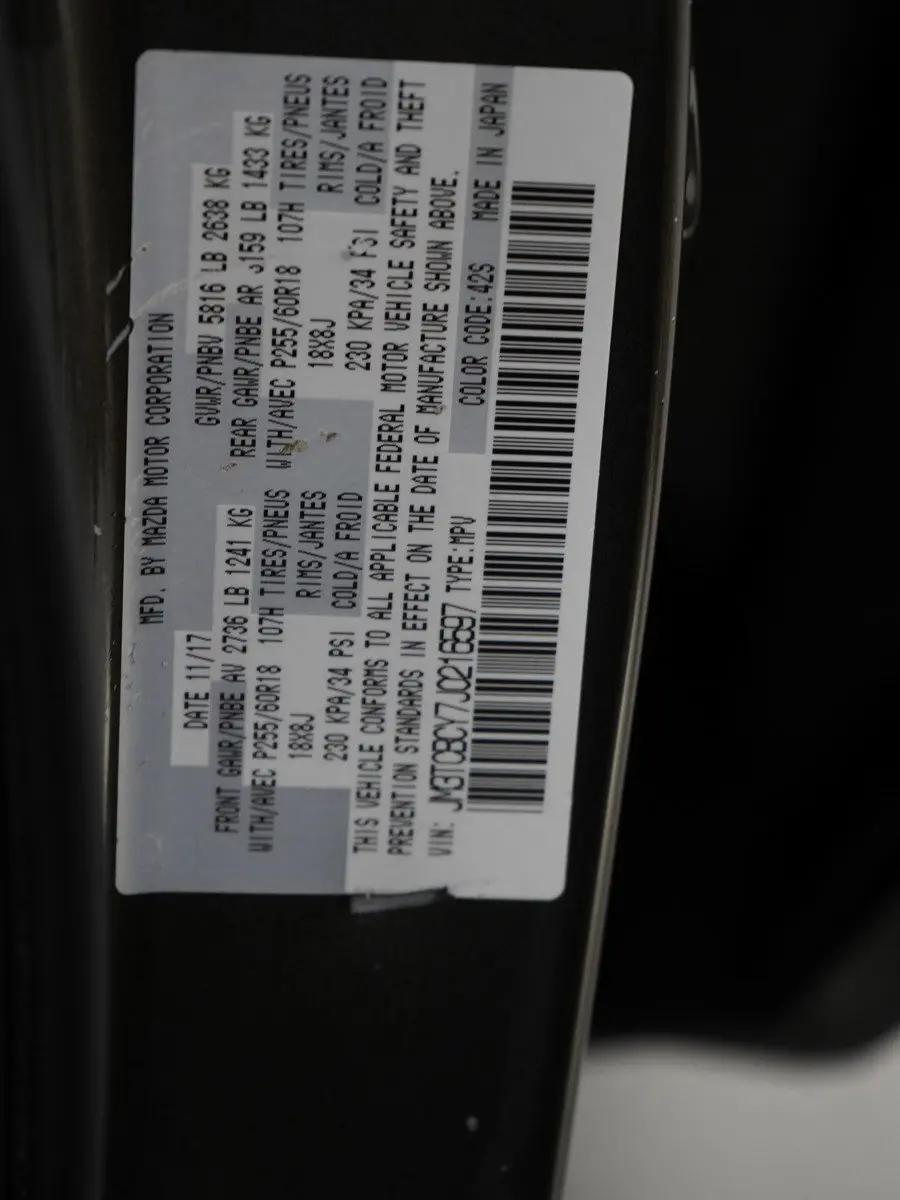 MFD. BY MAZDA MOTOR CORPORATION
DATE 11/17 GVWR/PNBV 5816 LB 2638 KG
FRONT GAWR/PNBE AV 2736 LB 1241 KG REAR GAWR/PNBE AR 3159 LB 1433 KG
WITH/AVEC P255/60R18 107H TIRES/PNEUS WITH/AVEC P255/60R18 107H TIRES/PNEUS
18X8J RIMS/JANTES 18X8J RIMS/JANTES
230 KPA/34 PSI COLD/A FROID 230 KPA/34 PSI COLD/A FROID
THIS VEHICLE CONFORMS TO ALL APPLICABLE FEDERAL MOTOR VEHICLE SAFETY AND THEFT
PREVENTION STANDARDS IN EFFECT ON THE DATE OF MANUFACTURE SHOWN ABOVE.
VIN: JM3TCBCY7J0216597 TYPE:MPV COLOR CODE:42S MADE IN JAPAN